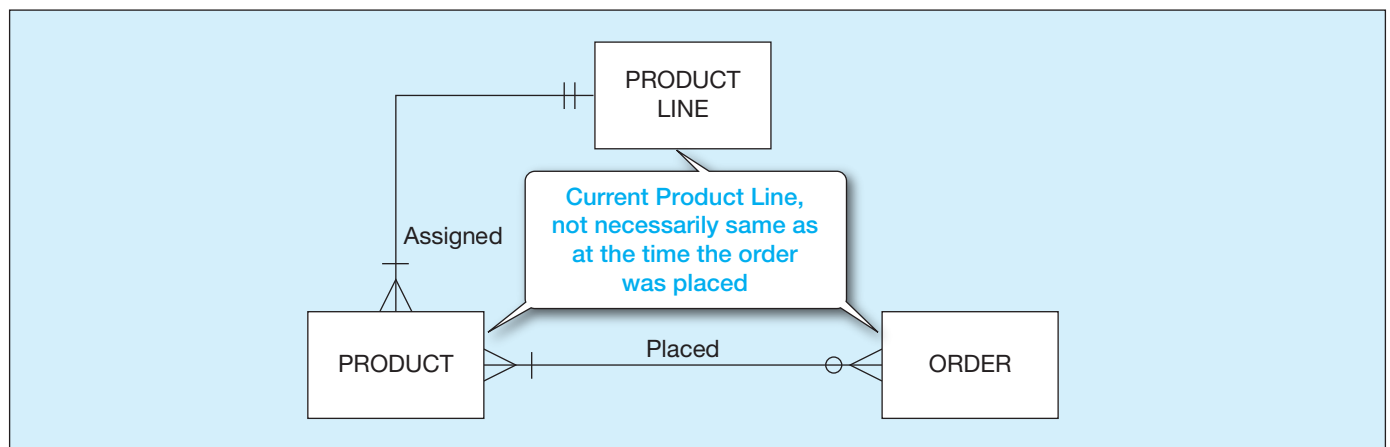 PRODUCT
LINE
Current Product Line,
not necessarily same as
at the time the order
was placed
Assigned
PRODUCT
Placed
ORDER